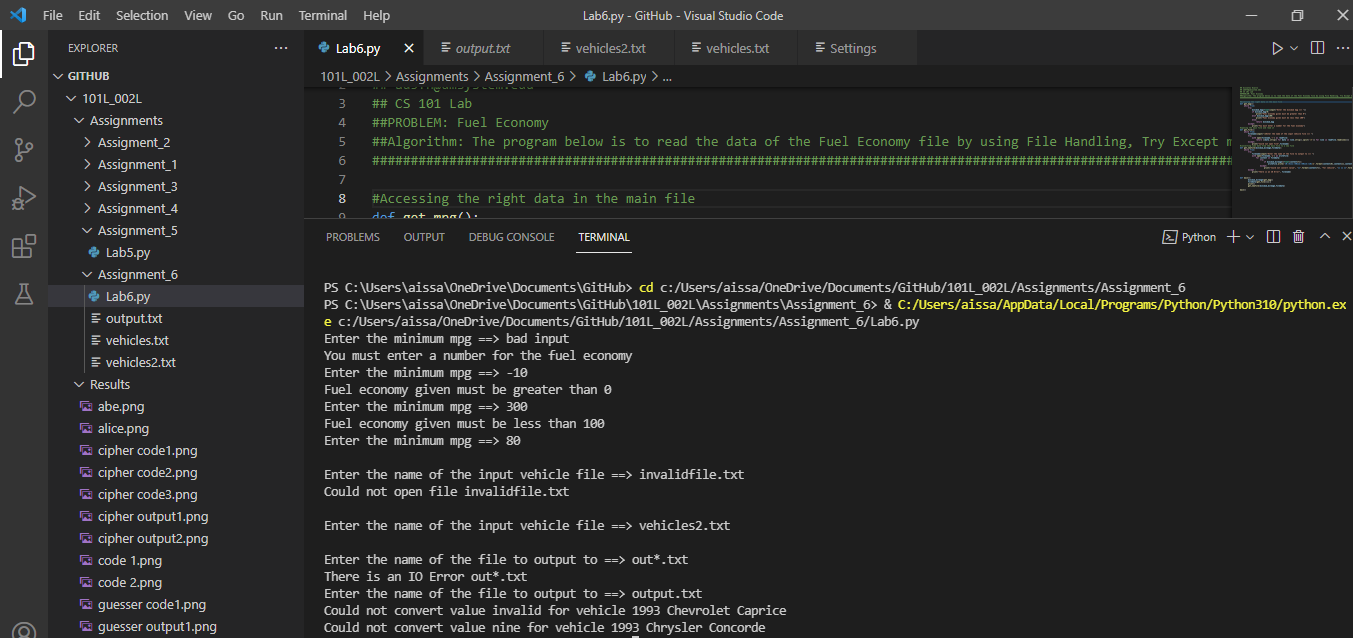 File Edit Selection View Go Run Terminal Help
Lab6.py - GitHub - Visual Studio Code
EXPLORER
GITHUB
101L_002L
Assignments
Assigment_2
Assignment_1
Assignment_3
Assignment_4
Assignment_5
Lab5.py
Assignment_6
Lab6.py
output.txt
vehicles.txt
vehicles2.txt
Results
abe.png
alice.png
cipher code1.png
cipher code2.png
cipher code3.png
cipher output1.png
cipher output2.png
code 1.png
code 2.png
guesser code1.png
guesser output1.png
Lab6.py output.txt vehicles2.txt vehicles.txt Settings
101L_002L > Assignments > Assignment_6 > Lab6.py > ...
3 ## CS 101 Lab
4 ##PROBLEM: Fuel Economy
5 ##Algorithm: The program below is to read the data of the Fuel Economy file by using File Handling, Try Except m
6 ################################################################################################################
7
8 #Accessing the right data in the main file
9 def get_mpg():
PROBLEMS OUTPUT DEBUG CONSOLE TERMINAL
Python
PS C:\Users\aissa\OneDrive\Documents\GitHub> cd c:/Users/aissa/OneDrive/Documents/GitHub/101L_002L/Assignments/Assignment_6
PS C:\Users\aissa\OneDrive\Documents\GitHub\101L_002L\Assignments\Assignment_6> & C:/Users/aissa/AppData/Local/Programs/Python/Python310/python.ex
e c:/Users/aissa/OneDrive/Documents/GitHub/101L_002L/Assignments/Assignment_6/Lab6.py
Enter the minimum mpg ==> bad input
You must enter a number for the fuel economy
Enter the minimum mpg ==> -10
Fuel economy given must be greater than 0
Enter the minimum mpg ==> 300
Fuel economy given must be less than 100
Enter the minimum mpg ==> 80
Enter the name of the input vehicle file ==> invalidfile.txt
Could not open file invalidfile.txt
Enter the name of the input vehicle file ==> vehicles2.txt
Enter the name of the file to output to ==> out*.txt
There is an IO Error out*.txt
Enter the name of the file to output to ==> output.txt
Could not convert value invalid for vehicle 1993 Chevrolet Caprice
Could not convert value nine for vehicle 1993 Chrysler Concorde